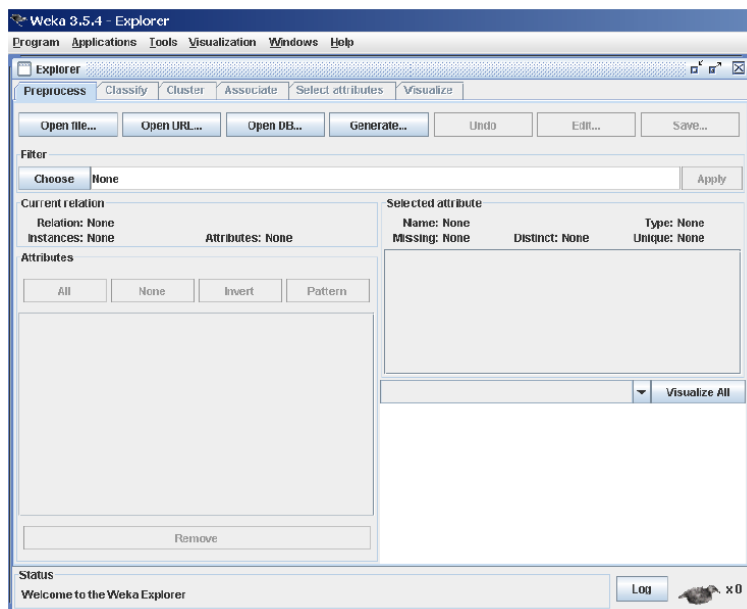 Weka 3.5.4 - Explorer
Program Applications Tools Visualization Windows Help
Explorer
Preprocess Classify Cluster Associate Select attributes Visualize
Open file... Open URL... Open DB... Generate... Undo Edit... Save...
Filter
Choose None Apply
Current relation
Relation: None
Instances: None Attributes: None
Selected attribute
Name: None Type: None
Missing: None Distinct: None Unique: None
Attributes
All None Invert Pattern
Visualize All
Remove
Status
Welcome to the Weka Explorer
Log x 0